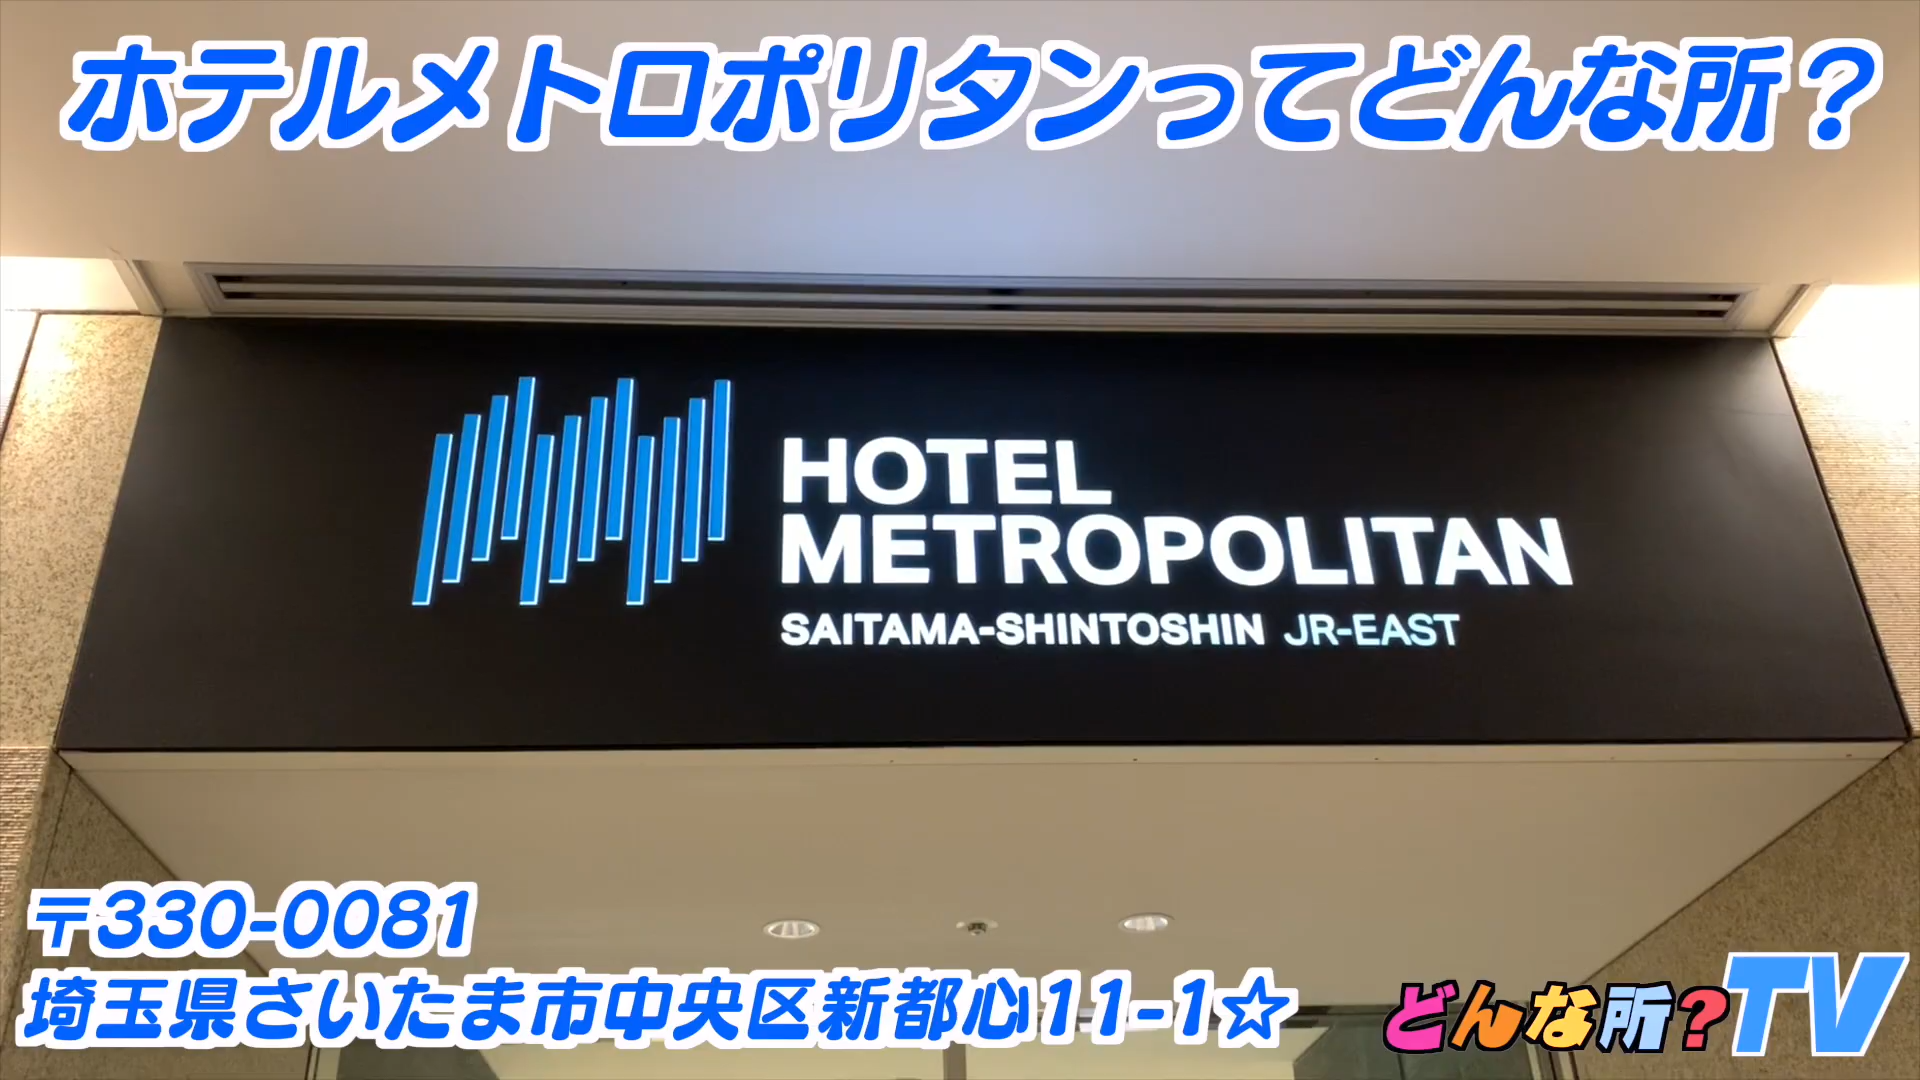 ホテルメトロポリタンってどんな所？
HOTEL
METROPOLITAN
SAITAMA-SHINTOSHIN JR-EAST
〒330-0081
埼玉県さいたま市中央区新都心11-1☆
どんな所?TV